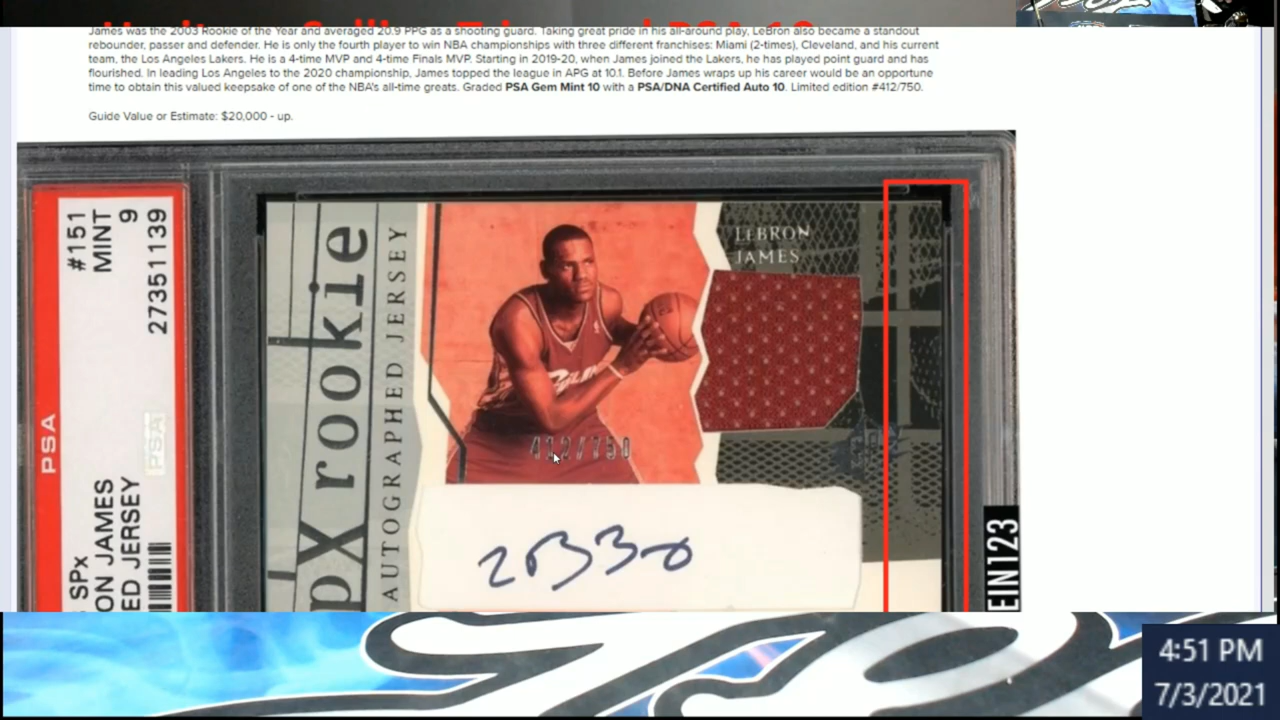 James was the 2003 Rookie of the Year and averaged 20.9 PPG as a shooting guard. Taking great pride in his all-around play, LeBron also became a standout
rebounder, passer and defender. He is only the fourth player to win NBA championships with three different franchises: Miami (2-times), Cleveland, and his current
team, the Los Angeles Lakers. He is a 4-time MVP and 4-time Finals MVP. Starting in 2019-20, when James joined the Lakers, he has played point guard and has
flourished. In leading Los Angeles to the 2020 championship, James topped the league in APG at 10.1. Before James wraps up his career would be an opportune
time to obtain this valued keepsake of one of the NBA's all-time greats. Graded PSA Gem Mint 10 with a PSA/DNA Certified Auto 10. Limited edition #412/750.
Guide Value or Estimate: $20,000 - up.
PSA
#151
MINT
9
27351139
PSA
SPx
ON JAMES
ED JERSEY
pX rookie
AUTOGRAPHED JERSEY
LEBRON
JAMES
412/750
EIN123
4:51 PM
7/3/2021